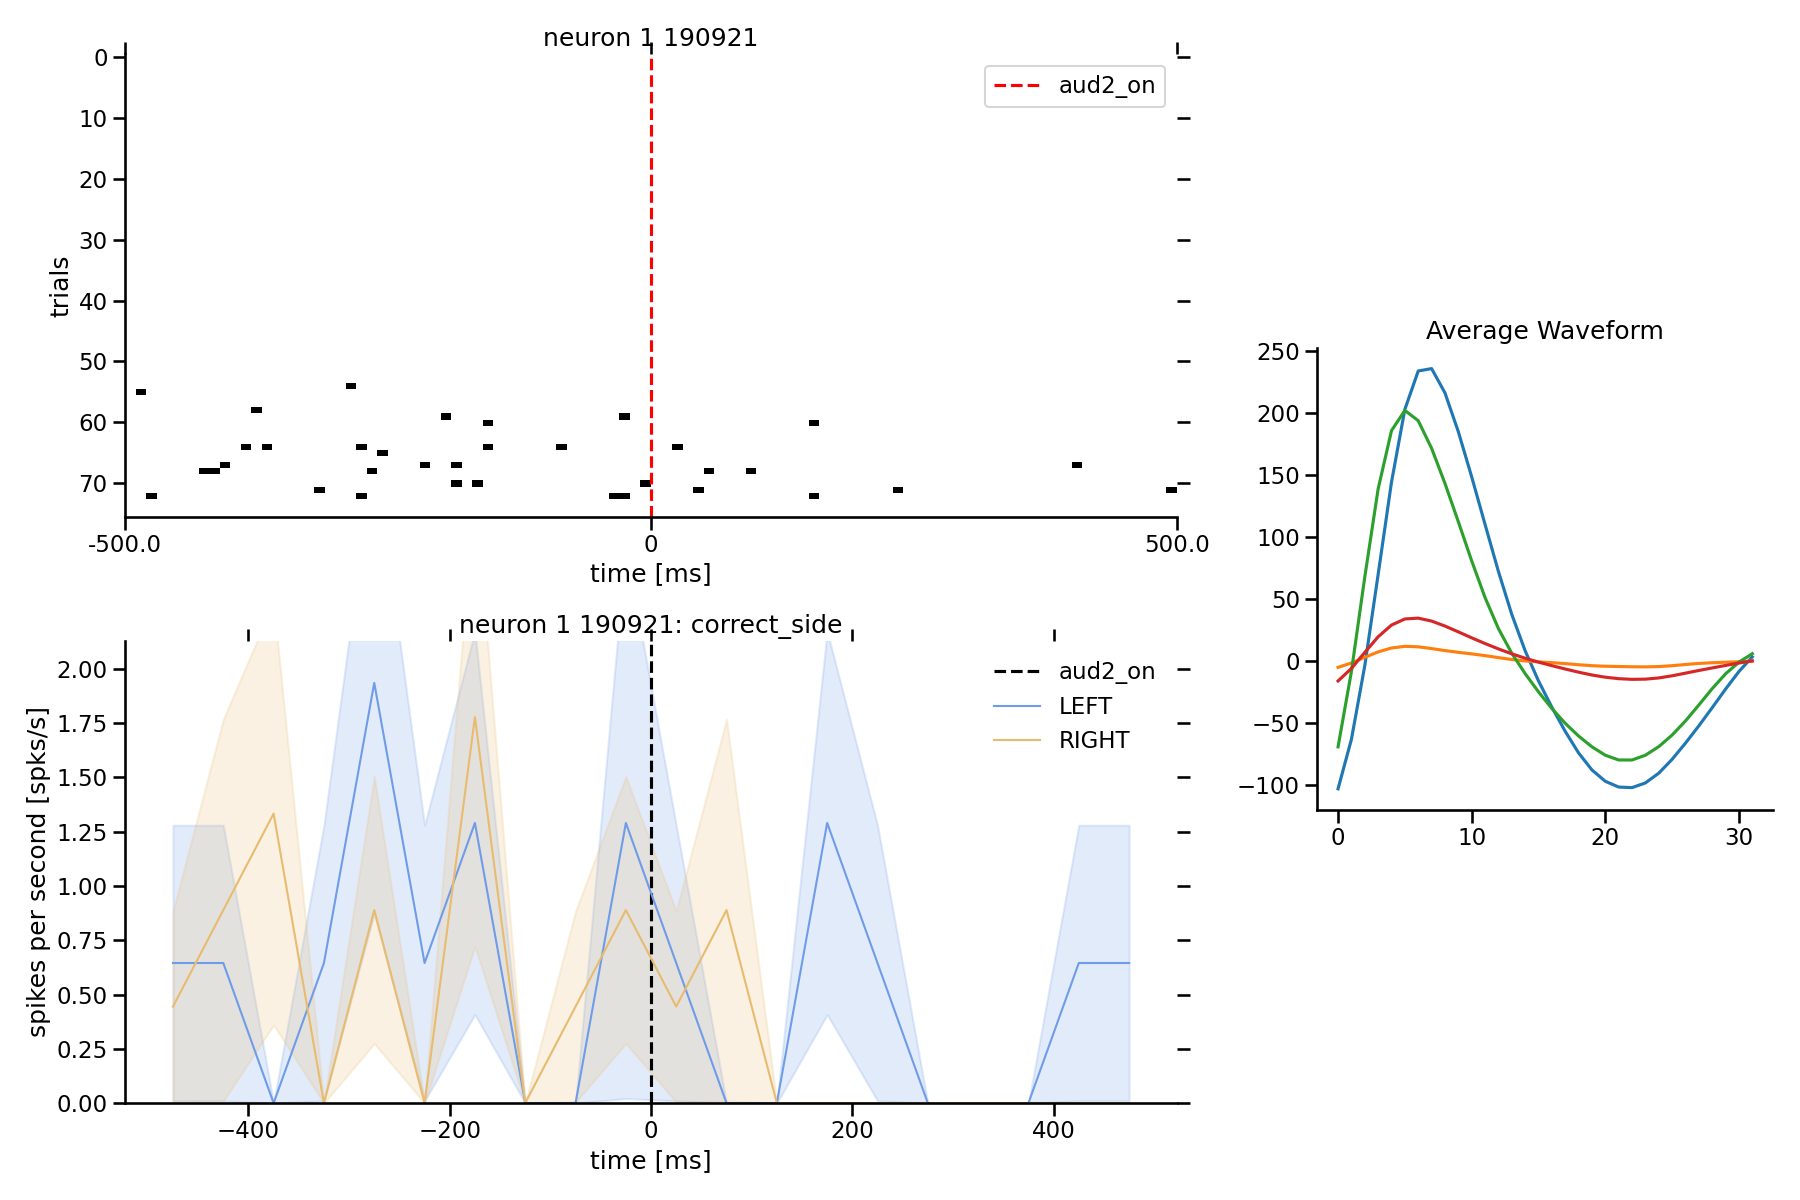 neuron 1 190921
aud2_on
trials
0
10
20
30
40
50
60
70
-500.0 0 500.0
time [ms]
neuron 1 190921: correct_side
aud2_on
LEFT
RIGHT
spikes per second [spks/s]
2.00
1.75
1.50
1.25
1.00
0.75
0.50
0.25
0.00
−400 −200 0 200 400
time [ms]
Average Waveform
250
200
150
100
50
0
−50
−100
0 10 20 30